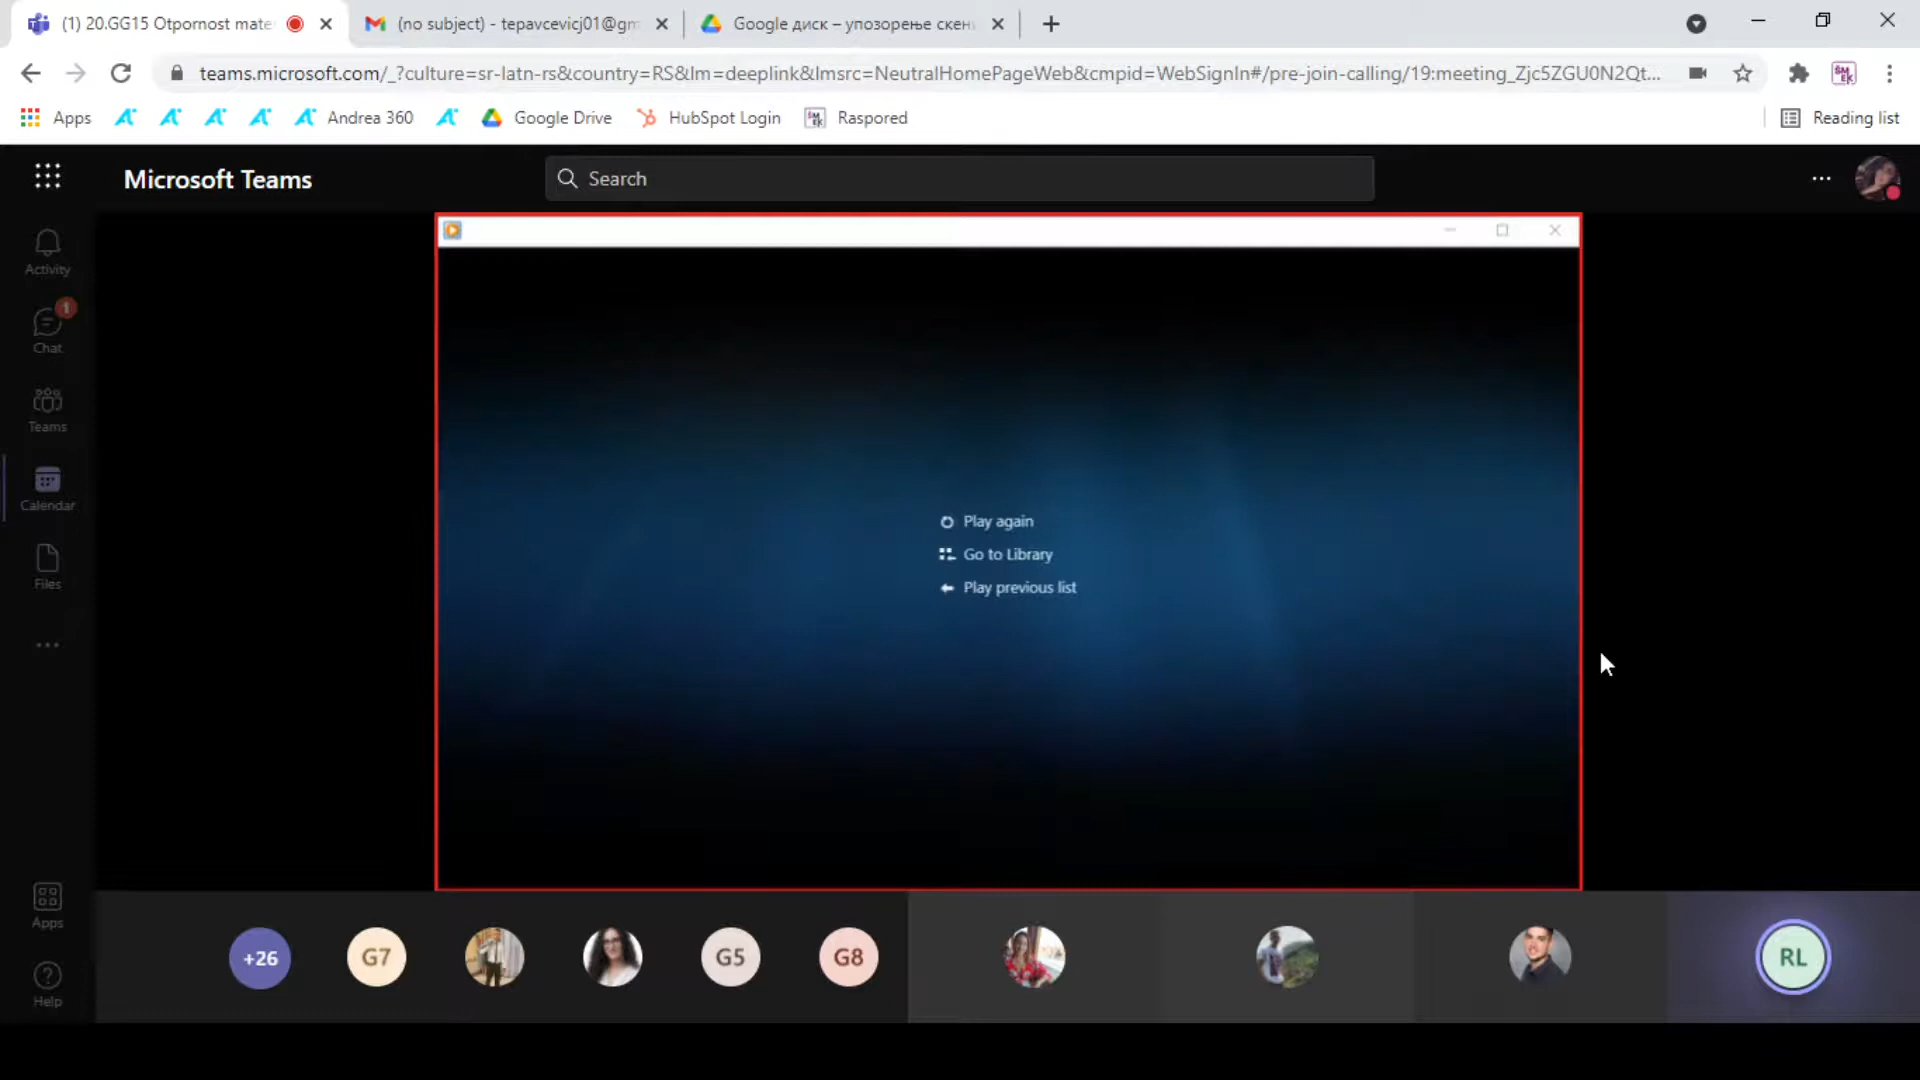 (1) 20.GG15 Otpornost mate
(no subject) - tepavcevicj01@gm
Google диск – упозорење скен
teams.microsoft.com/_?culture=sr-latn-rs&country=RS&lm=deeplink&lmsrc=NeutralHomePageWeb&cmpid=WebSignIn#/pre-join-calling/19:meeting_Zjc5ZGU0N2Qt...
Apps
Andrea 360
Google Drive
HubSpot Login
Raspored
Reading list
Microsoft Teams
Search
Activity
1
Chat
Teams
Calendar
Files
Play again
Go to Library
Play previous list
Apps
Help
+26
G7
G5
G8
RL